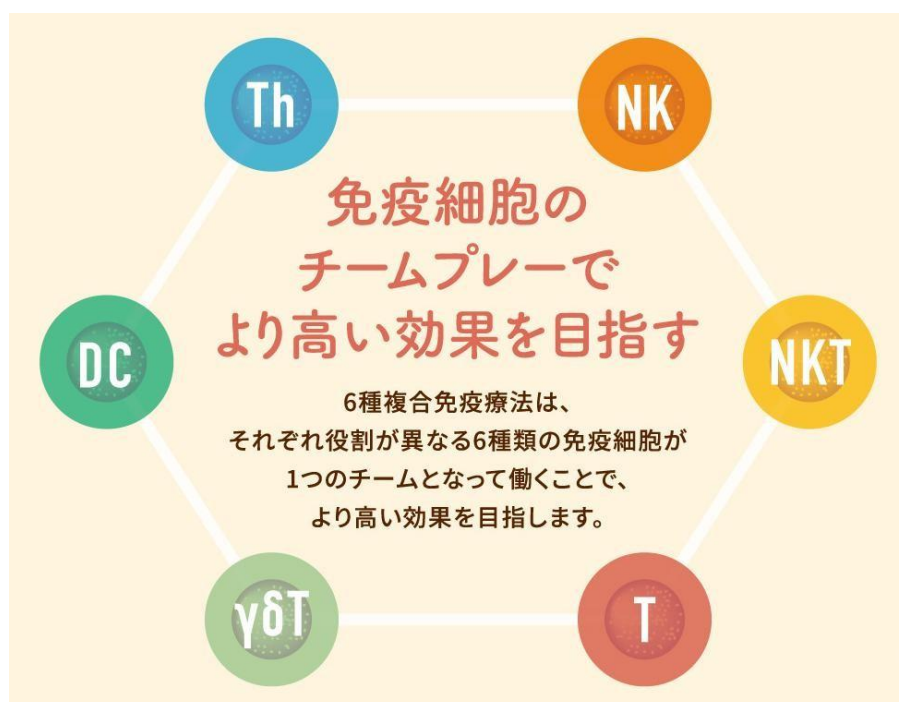 Th
NK
免疫細胞の
チームプレーで
より高い効果を目指す
DC
NKT
6種複合免疫療法は、
それぞれ役割が異なる6種類の免疫細胞が
1つのチームとなって働くことで、
より高い効果を目指します。
γδT
T